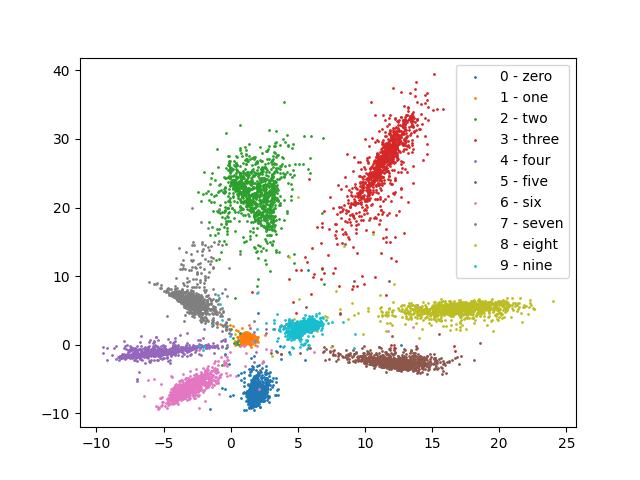 40
30
20
10
0
−10
−10
−5
0
5
10
15
20
25
0 - zero
1 - one
2 - two
3 - three
4 - four
5 - five
6 - six
7 - seven
8 - eight
9 - nine